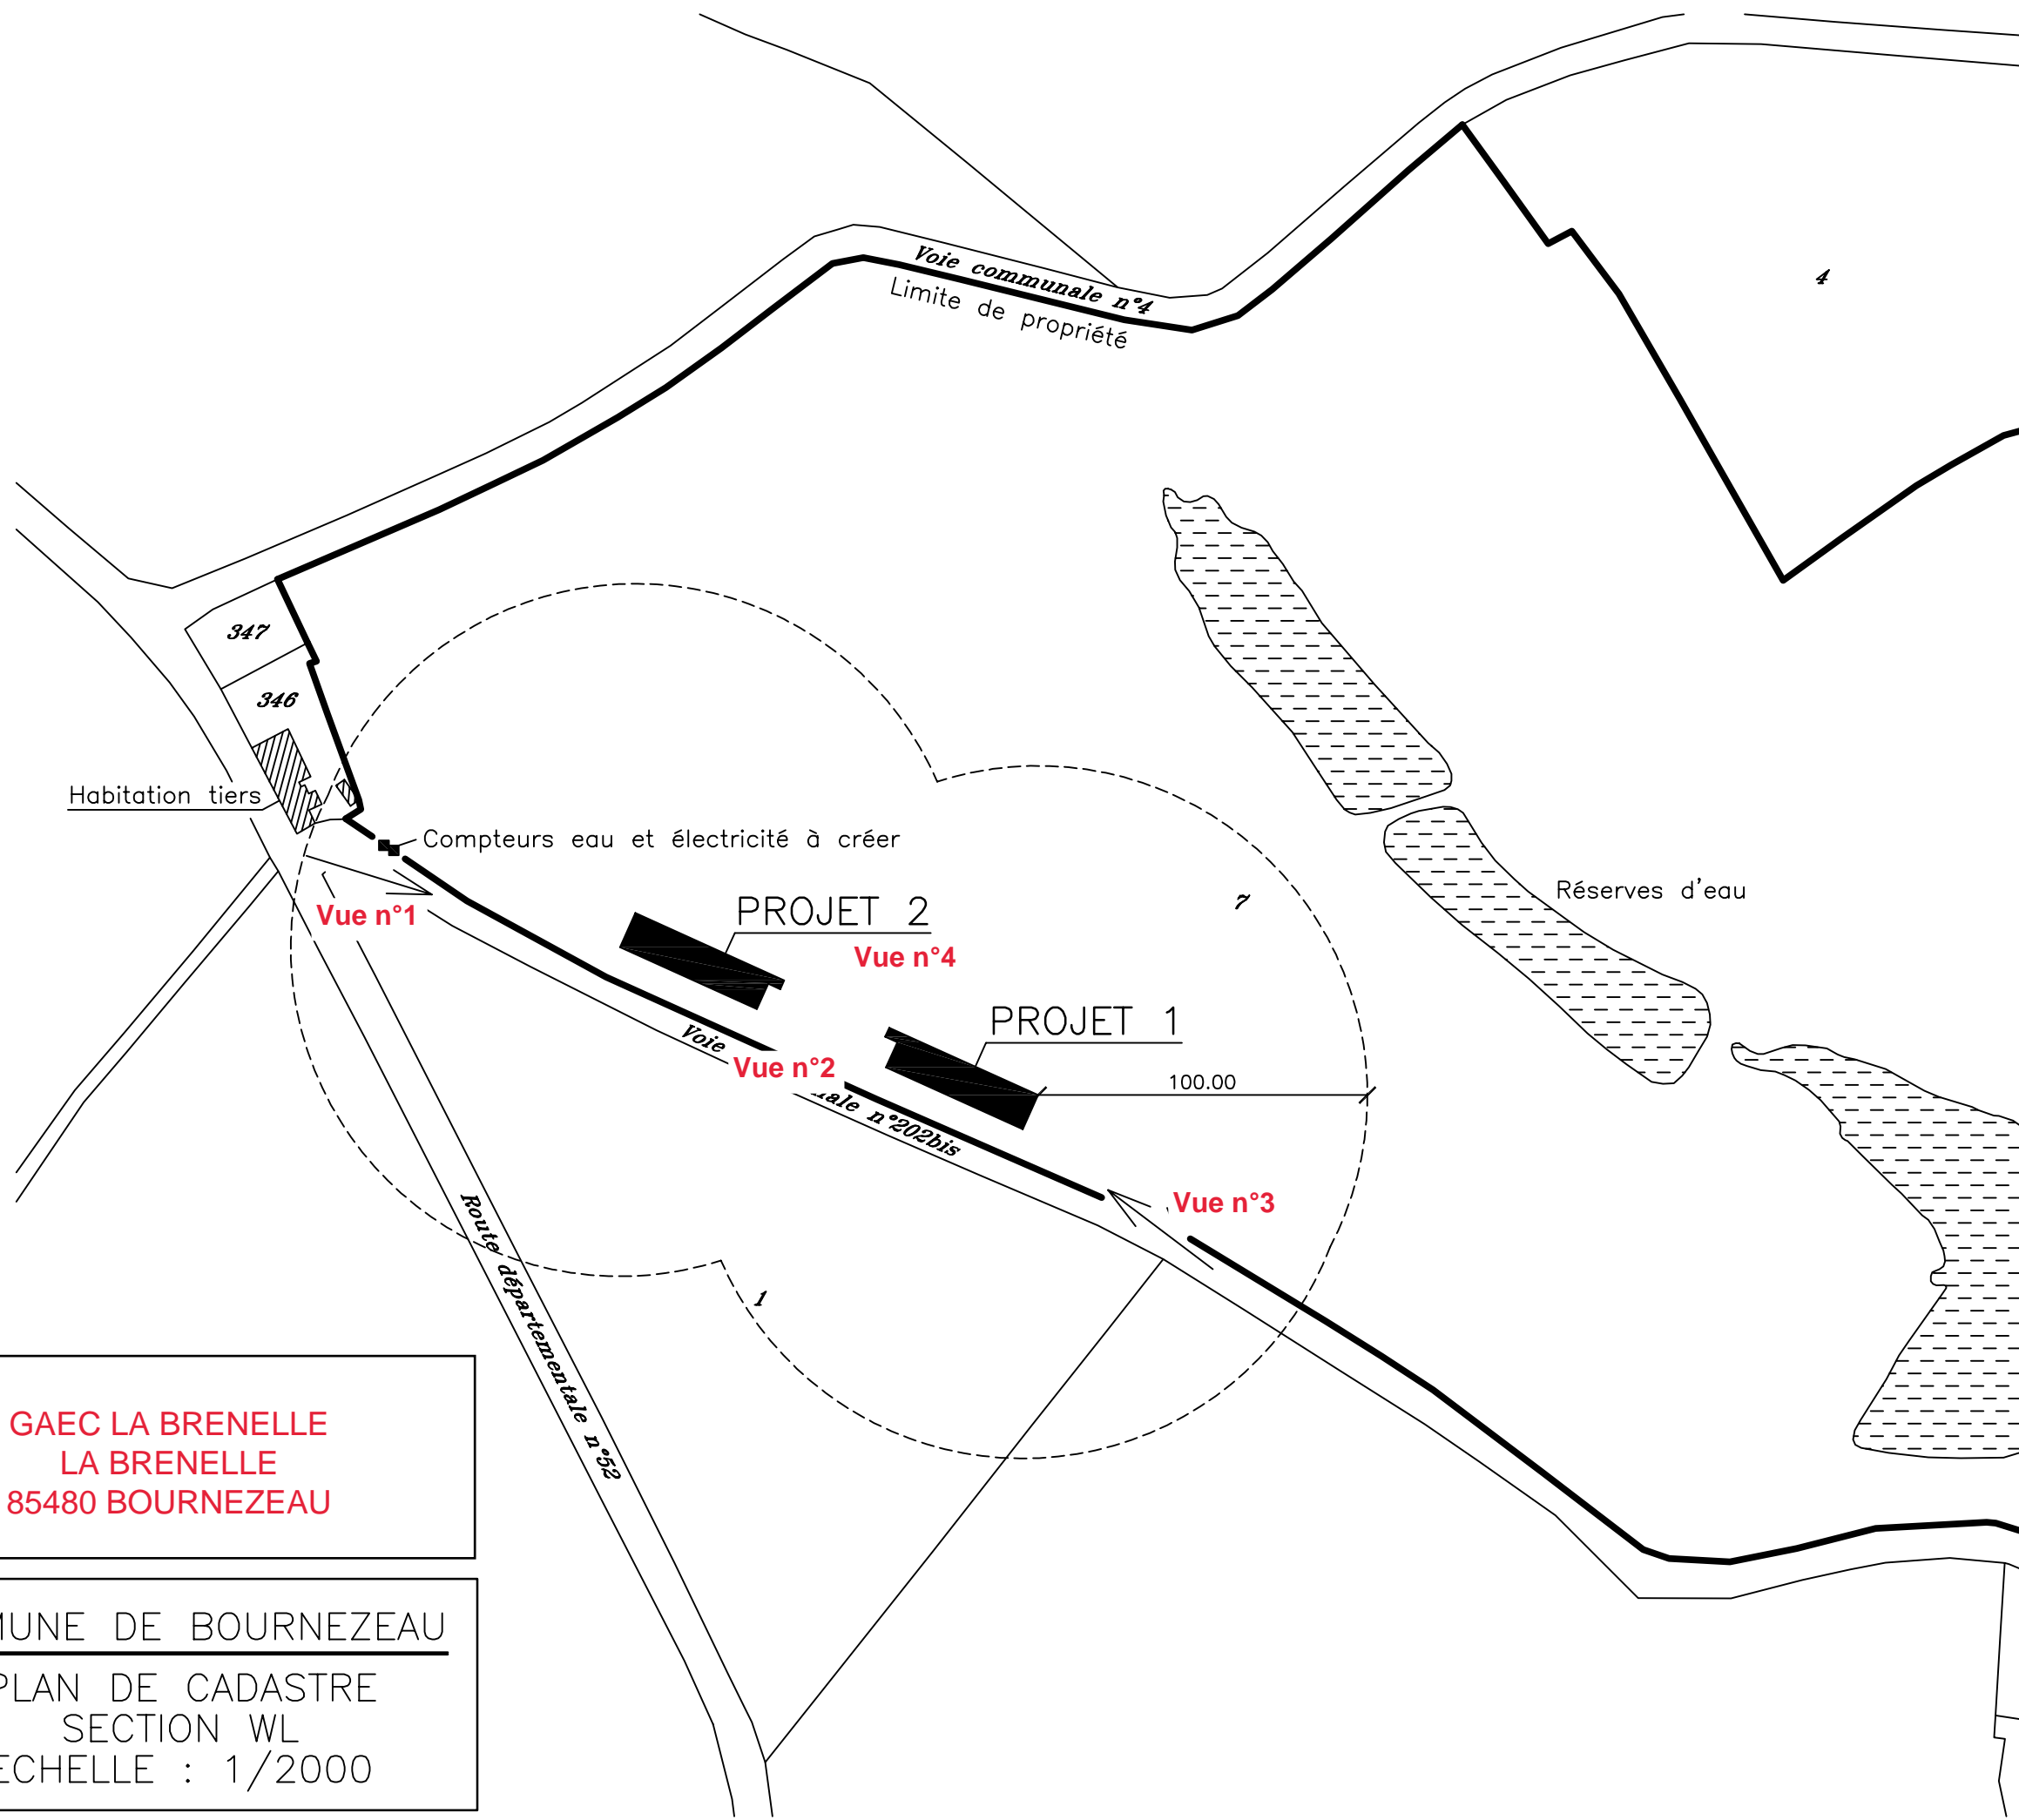 Voie communale n°4
Limite de propriété
4
347
346
Habitation tiers
Compteurs eau et électricité à créer
Vue n°1
PROJET 2
Vue n°4
7
Réserves d'eau
PROJET 1
100.00
Voie
Vue n°2
n°202bis
Vue n°3
Route départementale n°52
1
GAEC LA BRENELLE
LA BRENELLE
85480 BOURNEZEAU
DE BOURNEZEAU
PLAN DE CADASTRE
SECTION WL
ECHELLE : 1/2000